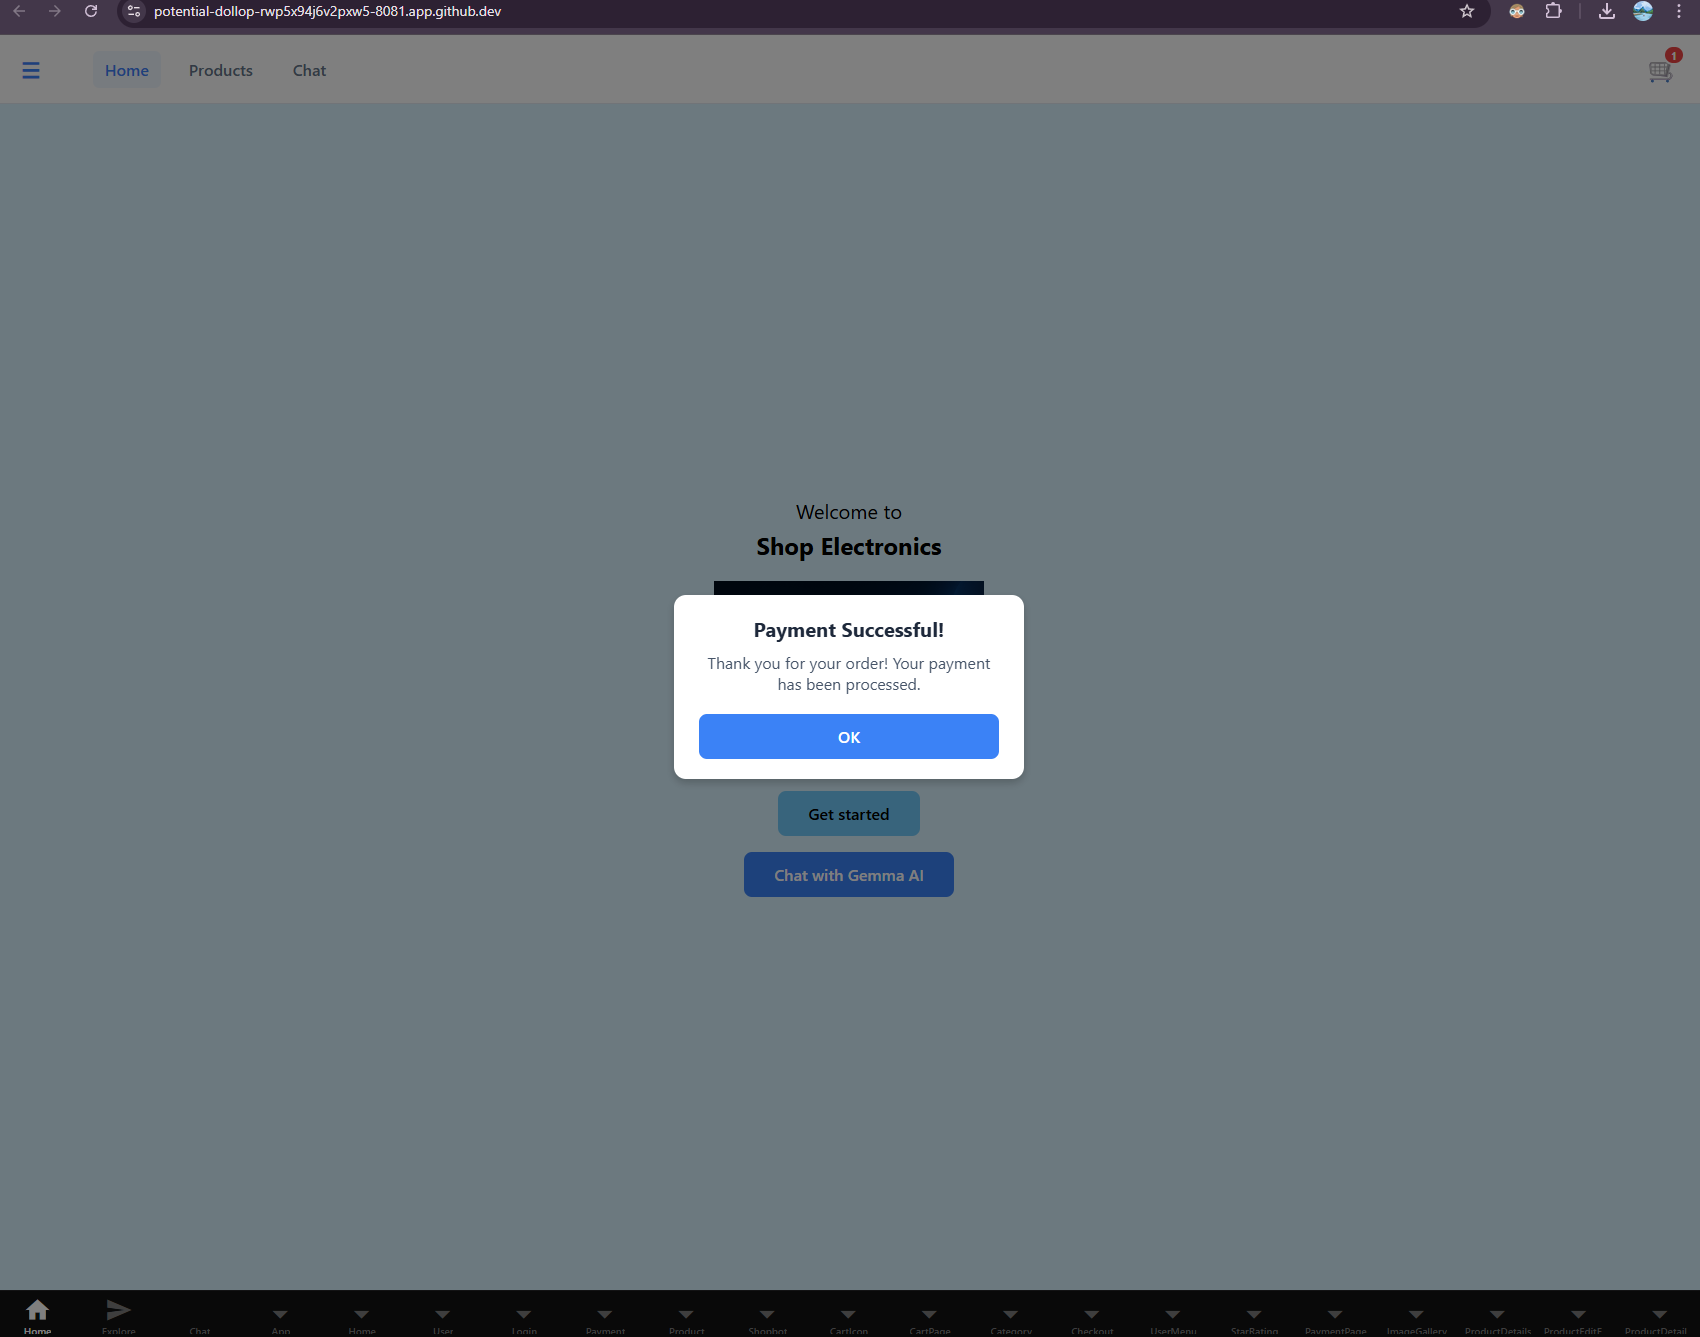 potential-dollop-rwp5x94j6v2pxw5-8081.app.github.dev
Home
Products
Chat
1
Welcome to
Shop Electronics
Payment Successful!
Thank you for your order! Your payment
has been processed.
OK
Get started
Chat with Gemma AI
Home
Explore
Chat
App
Home
User
Login
Payment
Product
Shopbot
CartIcon
CartPage
Category
Checkout
UserMenu
StarRating
PaymentPage
ImageGallery
ProductDetails
ProductEditF
ProductDetail